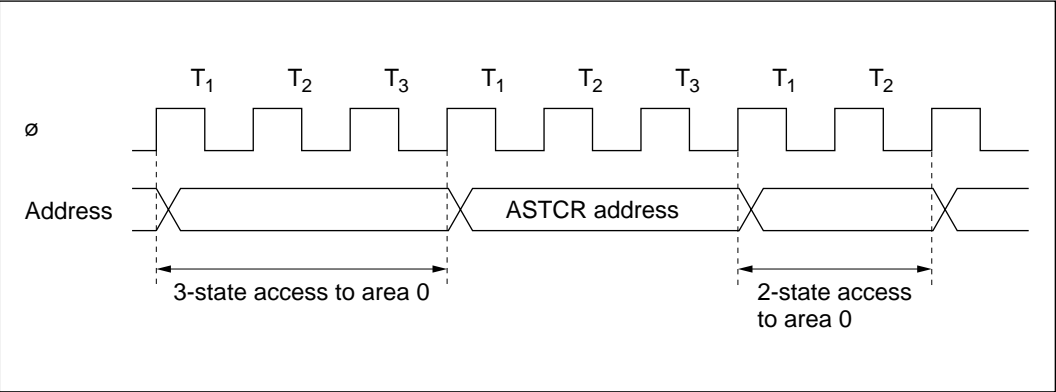 T1 T2 T3 T1 T2 T3 T1 T2
ø
Address ASTCR address
3-state access to area 0 2-state access
to area 0